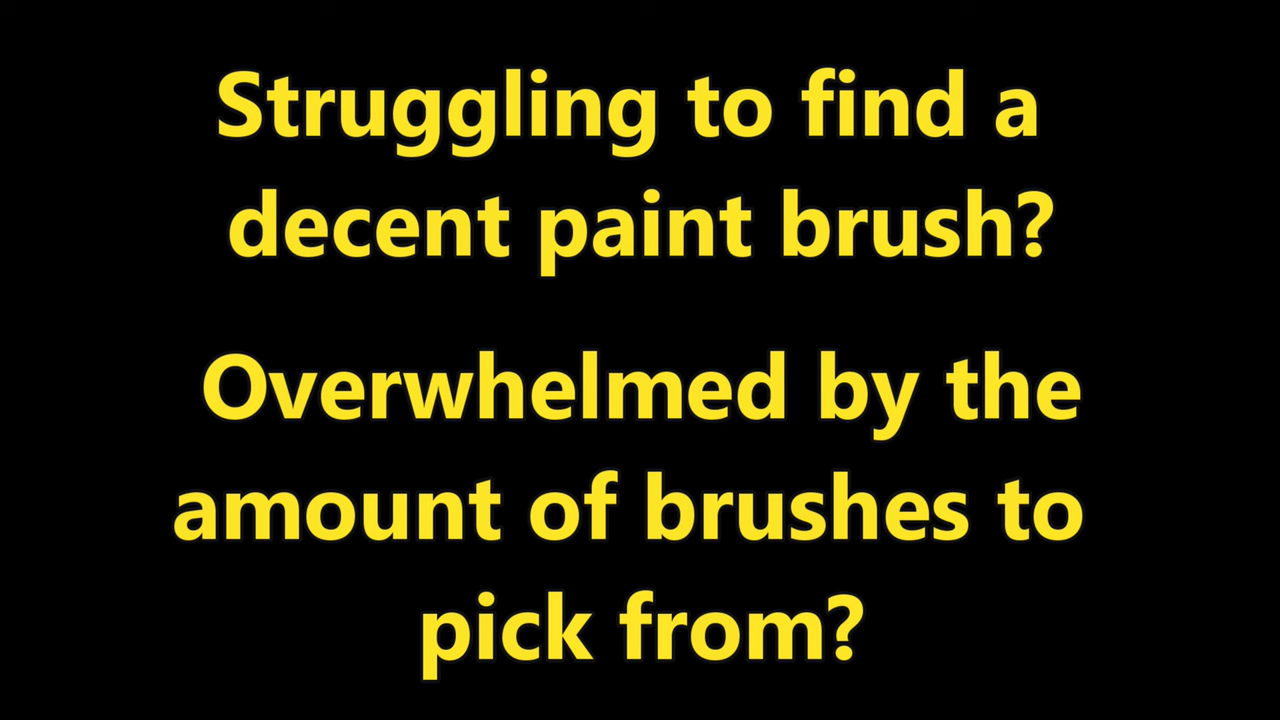 Struggling to find a
decent paint brush?
Overwhelmed by the
amount of brushes to
pick from?